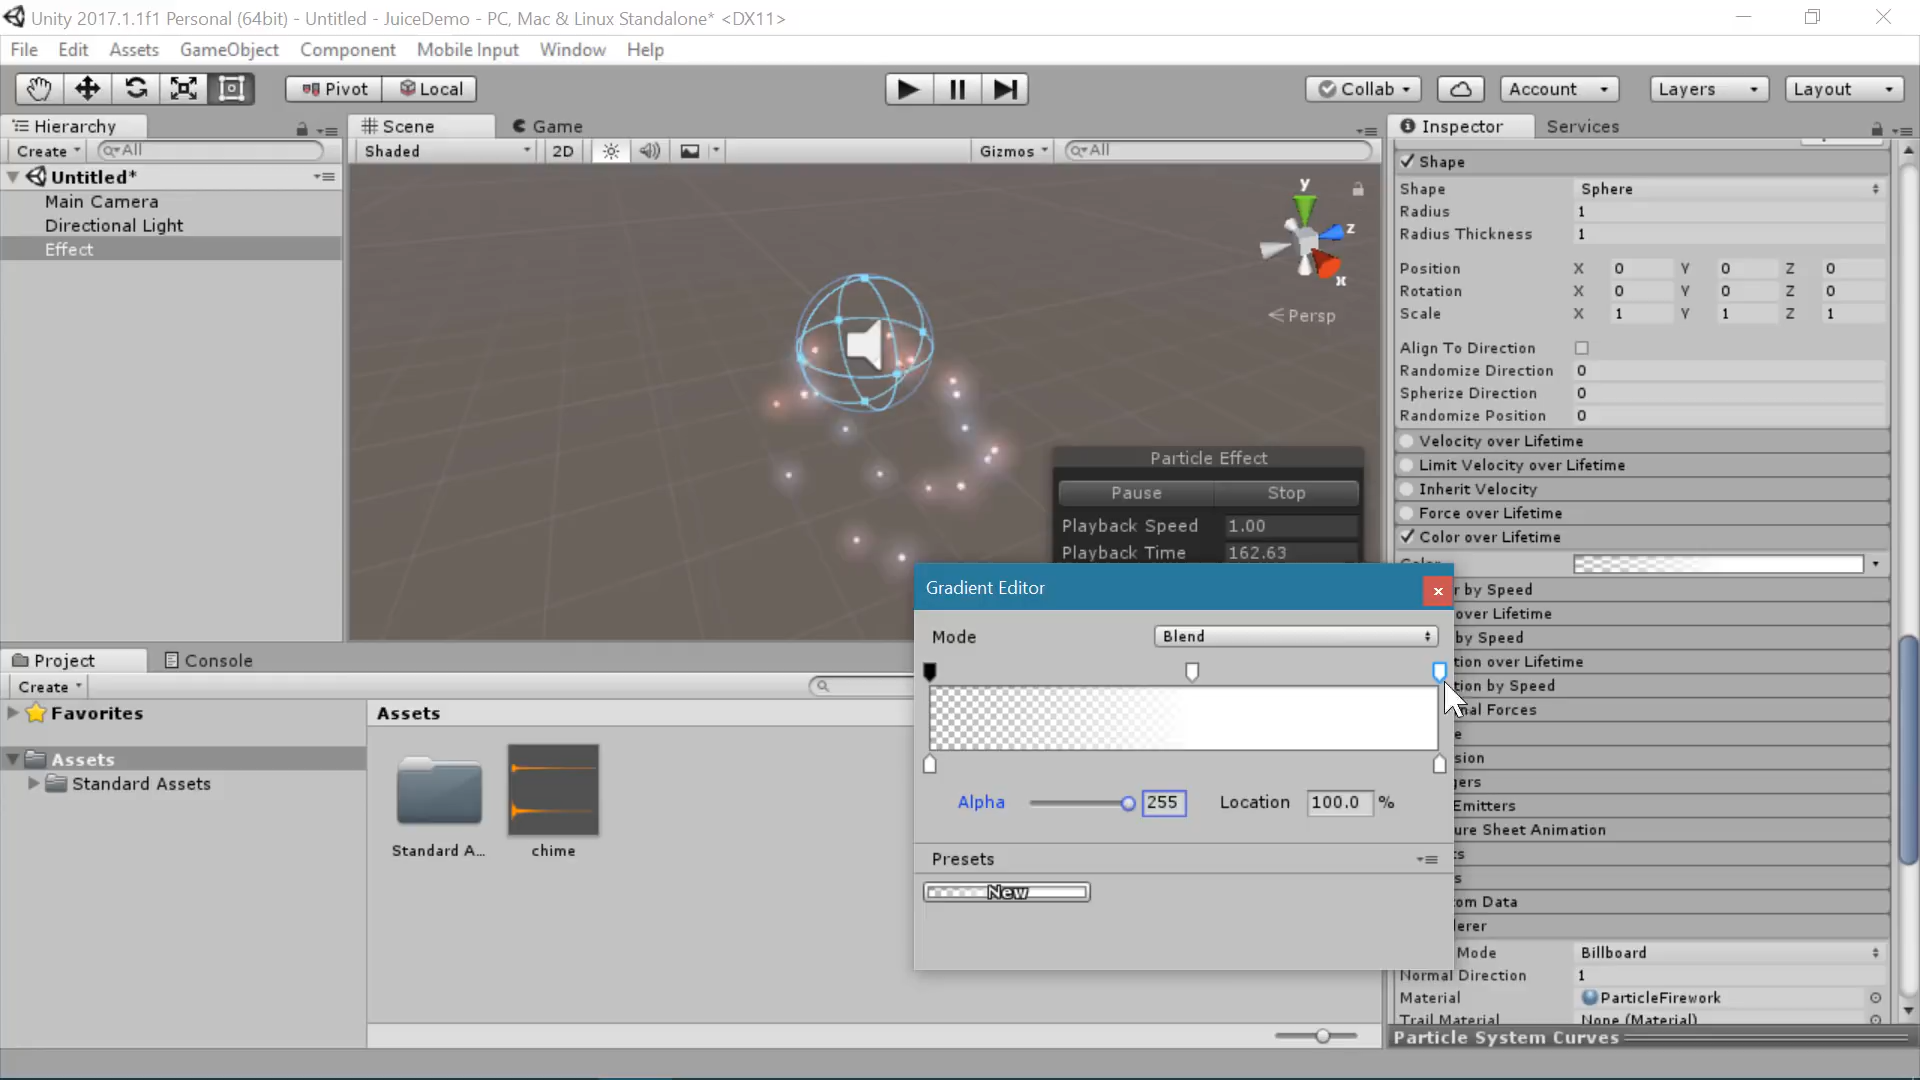 Unity 2017.1.1f1 Personal (64bit) - Untitled - JuiceDemo - PC, Mac & Linux Standalone* <DX11>
File Edit Assets GameObject Component Mobile Input Window Help
Pivot Local Collab Account Layers Layout
Hierarchy
Create All
Untitled*
Main Camera
Directional Light
Effect
Scene Game
Shaded 2D Gizmos All
y
z
x
Persp
Particle Effect
Pause Stop
Playback Speed 1.00
Playback Time 162.63
Inspector Services
Shape
Shape Sphere
Radius 1
Radius Thickness 1
Position X 0 Y 0 Z 0
Rotation X 0 Y 0 Z 0
Scale X 1 Y 1 Z 1
Align To Direction
Randomize Direction 0
Spherize Direction 0
Randomize Position 0
Velocity over Lifetime
Limit Velocity over Lifetime
Inherit Velocity
Force over Lifetime
Color over Lifetime
r by Speed
over Lifetime
by Speed
tion over Lifetime
tion by Speed
nal Forces
e
sion
gers
Emitters
ure Sheet Animation
ts
s
om Data
erer
Mode Billboard
Normal Direction 1
Material ParticleFirework
Trail Material None (Material)
Particle System Curves
Gradient Editor
Mode Blend
Alpha 255 Location 100.0 %
Presets
New
Project Console
Create
Favorites
Assets
Standard Assets
Assets
Standard A...
chime